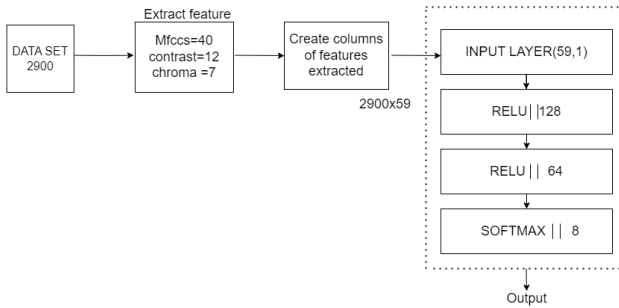 Extract feature
DATA SET
2900
Mfccs=40
contrast=12
chroma =7
Create columns
of features
extracted
2900x59
INPUT LAYER(59,1)
RELU||128
RELU|| 64
SOFTMAX || 8
Output